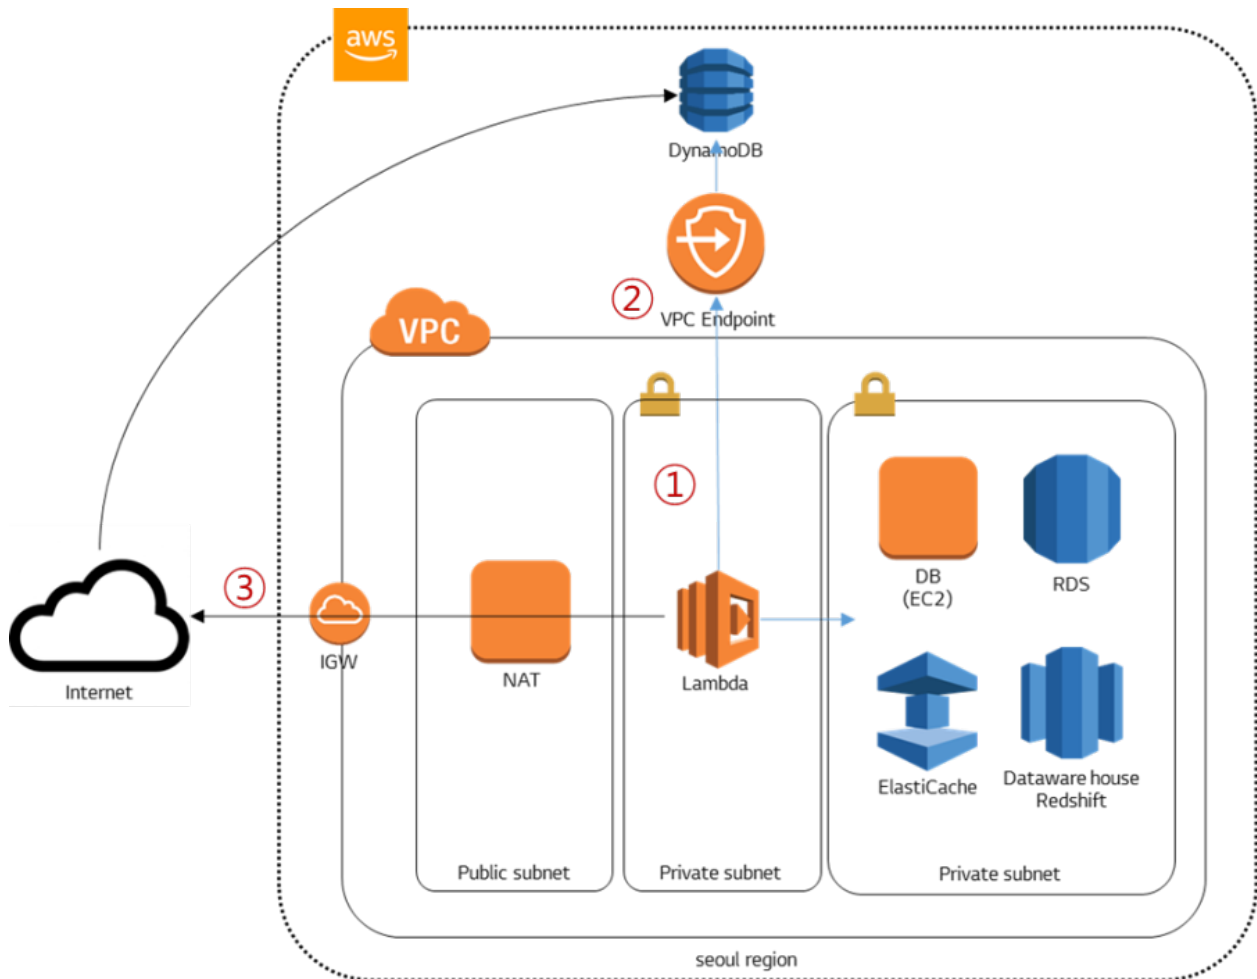 aws
DynamoDB
②
VPC Endpoint
VPC
①
③
DB
(EC2)
RDS
IGW
NAT
Lambda
Internet
ElastiCache
Dataware house
Redshift
Public subnet
Private subnet
Private subnet
seoul region